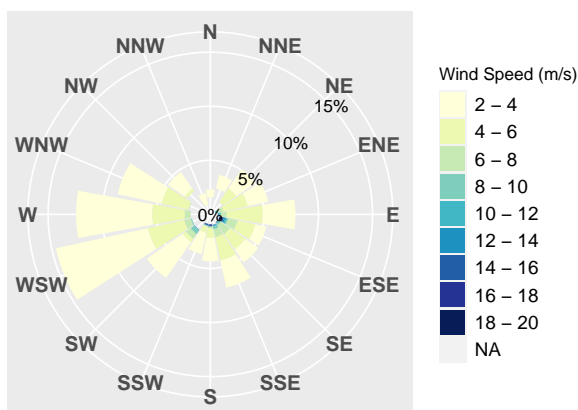 N
NNW
NNE
NW
NE
15%
WNW
ENE
10%
5%
W
0%
E
WSW
ESE
SW
SE
SSW
SSE
S
Wind Speed (m/s)
2 – 4
4 – 6
6 – 8
8 – 10
10 – 12
12 – 14
14 – 16
16 – 18
18 – 20
NA